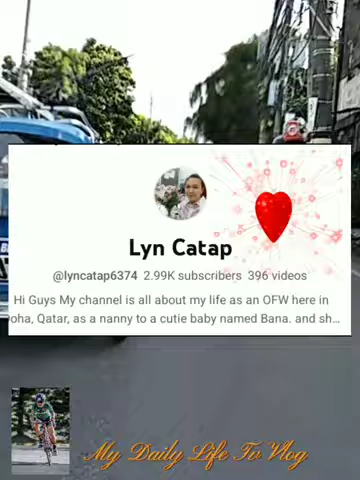 Lyn Catap
@lyncatap6374 2.99K subscribers 396 videos
Hi Guys My channel is all about my life as an OFW here in
oha, Qatar, as a nanny to a cutie baby named Bana. and sh...
My Daily Life To Vlog